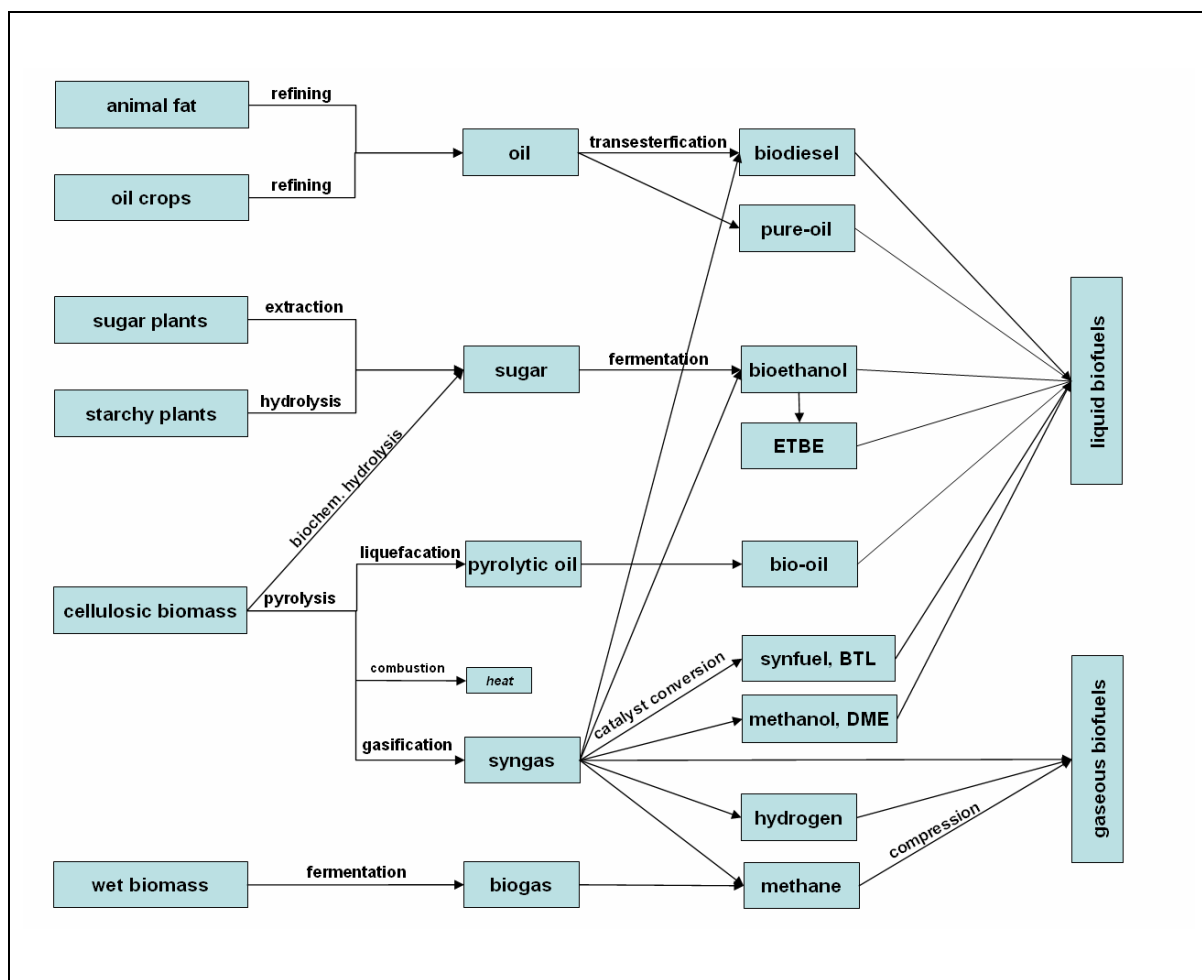 animal fat
refining
oil crops
refining
oil
transesterfication
biodiesel
pure-oil
sugar plants
extraction
starchy plants
hydrolysis
sugar
fermentation
bioethanol
ETBE
liquid biofuels
biochem. hydrolysis
cellulosic biomass
pyrolysis
liquefacation
pyrolytic oil
bio-oil
combustion
heat
gasification
syngas
catalyst conversion
synfuel, BTL
methanol, DME
hydrogen
compression
gaseous biofuels
wet biomass
fermentation
biogas
methane